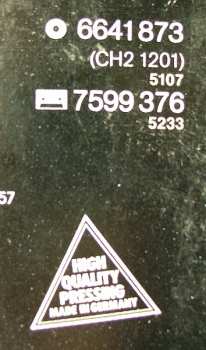 6641 873
(CH2 1201)
5107
7599 376
5233
57
HIGH
QUALITY
PRESSING
MADE IN GERMANY